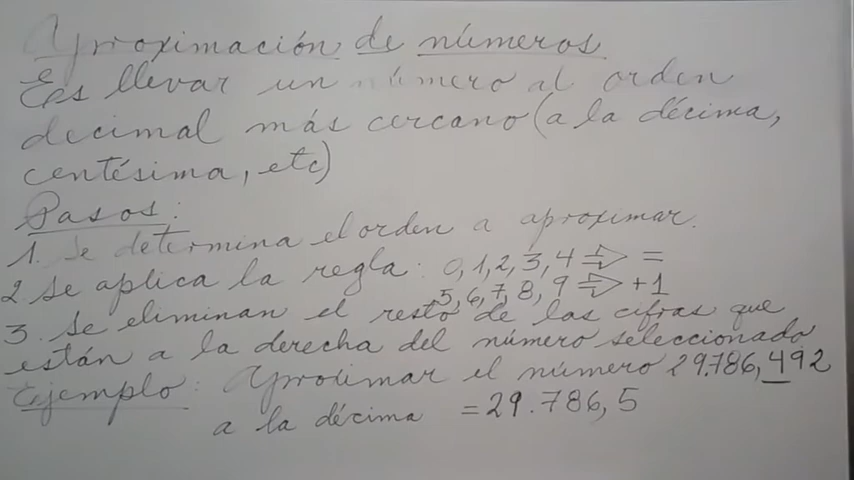 Aproximación de números
Es llevar un número al orden
decimal más cercano (a la décima,
centésima, etc)
Pasos:
1. Se determina el orden a aproximar.
2. Se aplica la regla: 0,1,2,3,4 ⇒ =
5,6,7,8,9 ⇒ +1
3. Se eliminan el resto de las cifras que
están a la derecha del número seleccionado
Ejemplo: Aproximar el número 29.786,492
a la décima = 29.786,5